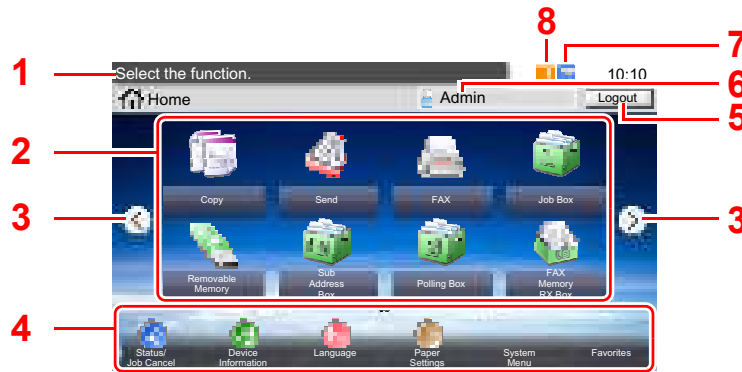 8
7
1
Select the function.
10:10
6
Home
Admin
Logout
5
2
Copy
Send
FAX
Job Box
3
3
Removable
Memory
Sub
Address
Box
Polling Box
FAX
Memory
RX Box
4
Status/
Job Cancel
Device
Information
Language
Paper
Settings
System
Menu
Favorites